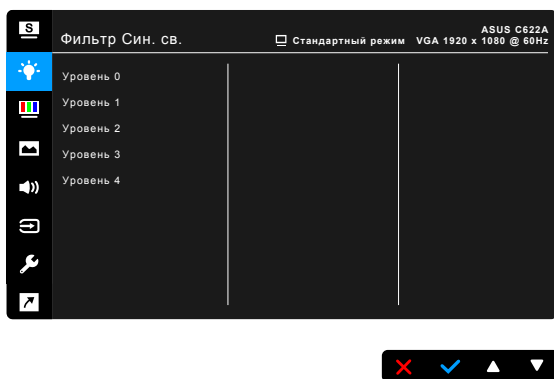 S
ASUS C622A
Фильтр Син. св.
Стандартный режим VGA 1920 x 1080 @ 60Hz
Уровень 0
Уровень 1
Уровень 2
Уровень 3
Уровень 4